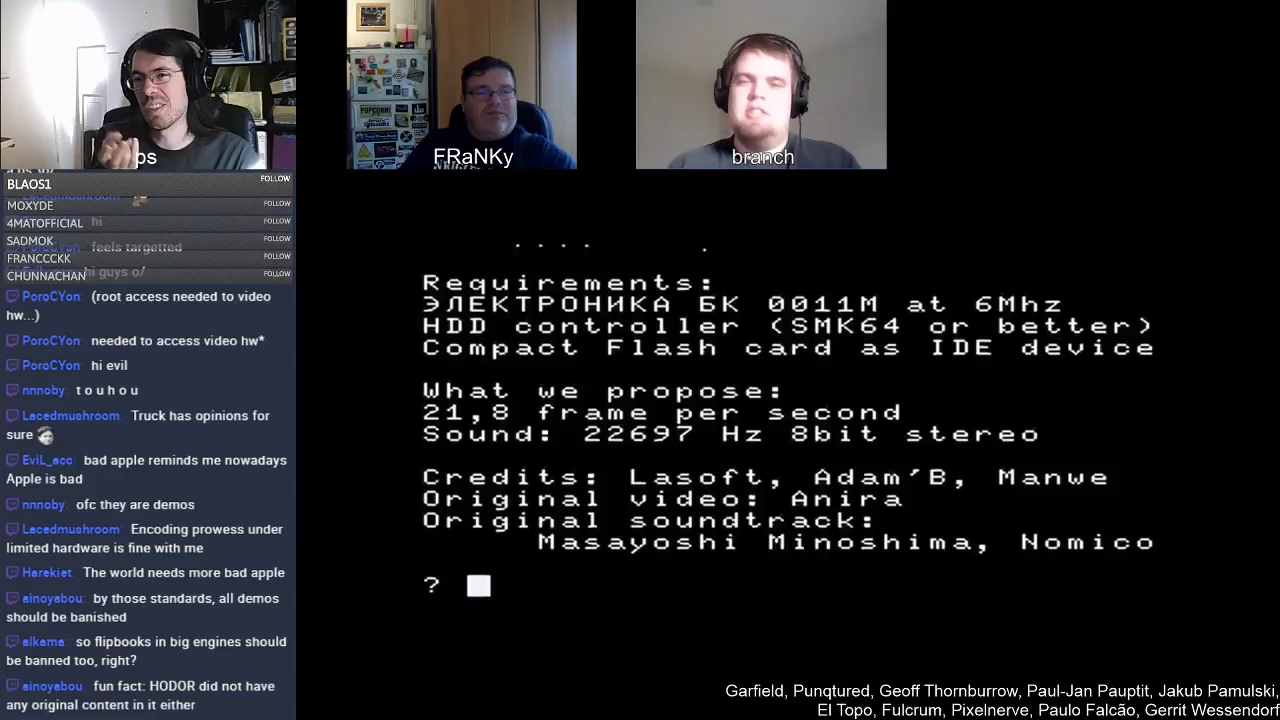 ps
FRaNKy
branch
BLAOS1 FOLLOW
MOXYDE FOLLOW
4MATOFFICIAL hi FOLLOW
SADMOK FOLLOW
feels targetted
FRANCCCKK FOLLOW
CHUNNACHAN hi guys o/ FOLLOW
PoroCYon: (root access needed to video
hw...)
PoroCYon: needed to access video hw*
PoroCYon: hi evil
nnnoby: t o u h o u
Lacedmushroom: Truck has opinions for
sure
EviL_acc: bad apple reminds me nowadays
Apple is bad
nnnoby: ofc they are demos
Lacedmushroom: Encoding prowess under
limited hardware is fine with me
Harekiet: The world needs more bad apple
ainoyabou: by those standards, all demos
should be banished
alkama: so flipbooks in big engines should
be banned too, right?
ainoyabou: fun fact: HODOR did not have
any original content in it either
Requirements:
ЭЛЕКТРОНИКА БК 0011М at 6Mhz
HDD controller (SMK64 or better)
Compact Flash card as IDE device
What we propose:
21,8 frame per second
Sound: 22697 Hz 8bit stereo
Credits: Lasoft, Adam'B, Manwe
Original video: Anira
Original soundtrack:
Masayoshi Minoshima, Nomico
?
Garfield, Punqtured, Geoff Thornburrow, Paul-Jan Pauptit, Jakub Pamulski,
El Topo, Fulcrum, Pixelnerve, Paulo Falcão, Gerrit Wessendorf